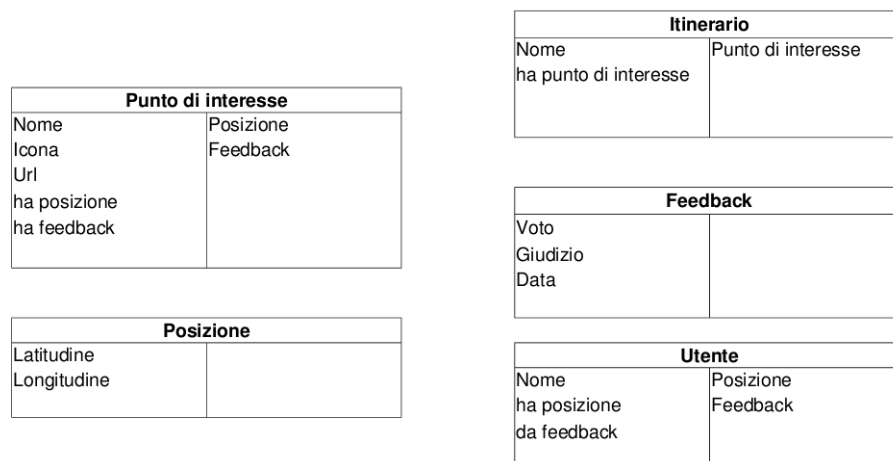 Punto di interesse
Nome Posizione
Icona Feedback
Url
ha posizione
ha feedback
Posizione
Latitudine
Longitudine
Itinerario
Nome Punto di interesse
ha punto di interesse
Feedback
Voto
Giudizio
Data
Utente
Nome Posizione
ha posizione Feedback
da feedback